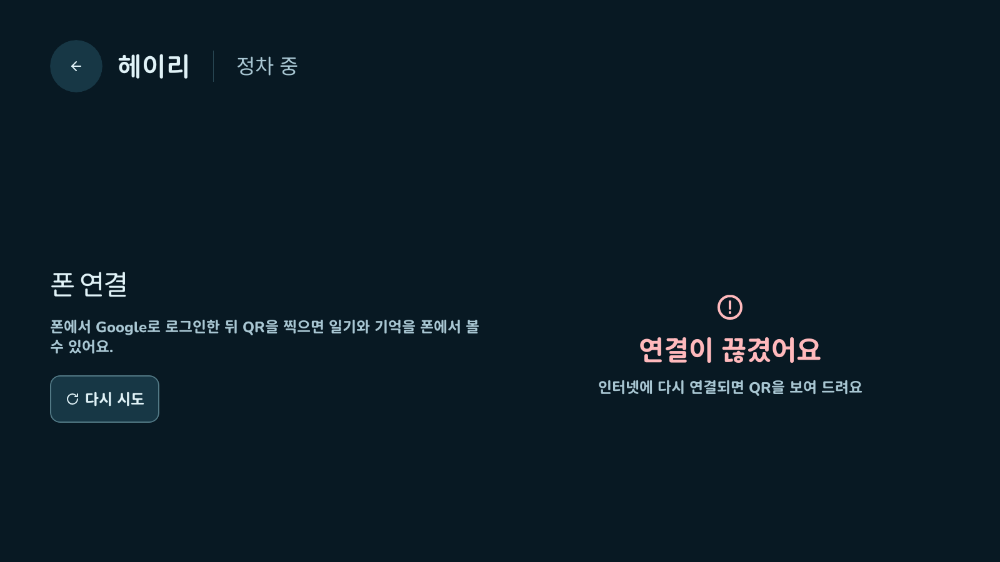 헤이리
정차 중
폰 연결
폰에서 Google로 로그인한 뒤 QR을 찍으면 일기와 기억을 폰에서 볼
수 있어요.
다시 시도
연결이 끊겼어요
인터넷에 다시 연결되면 QR을 보여 드려요